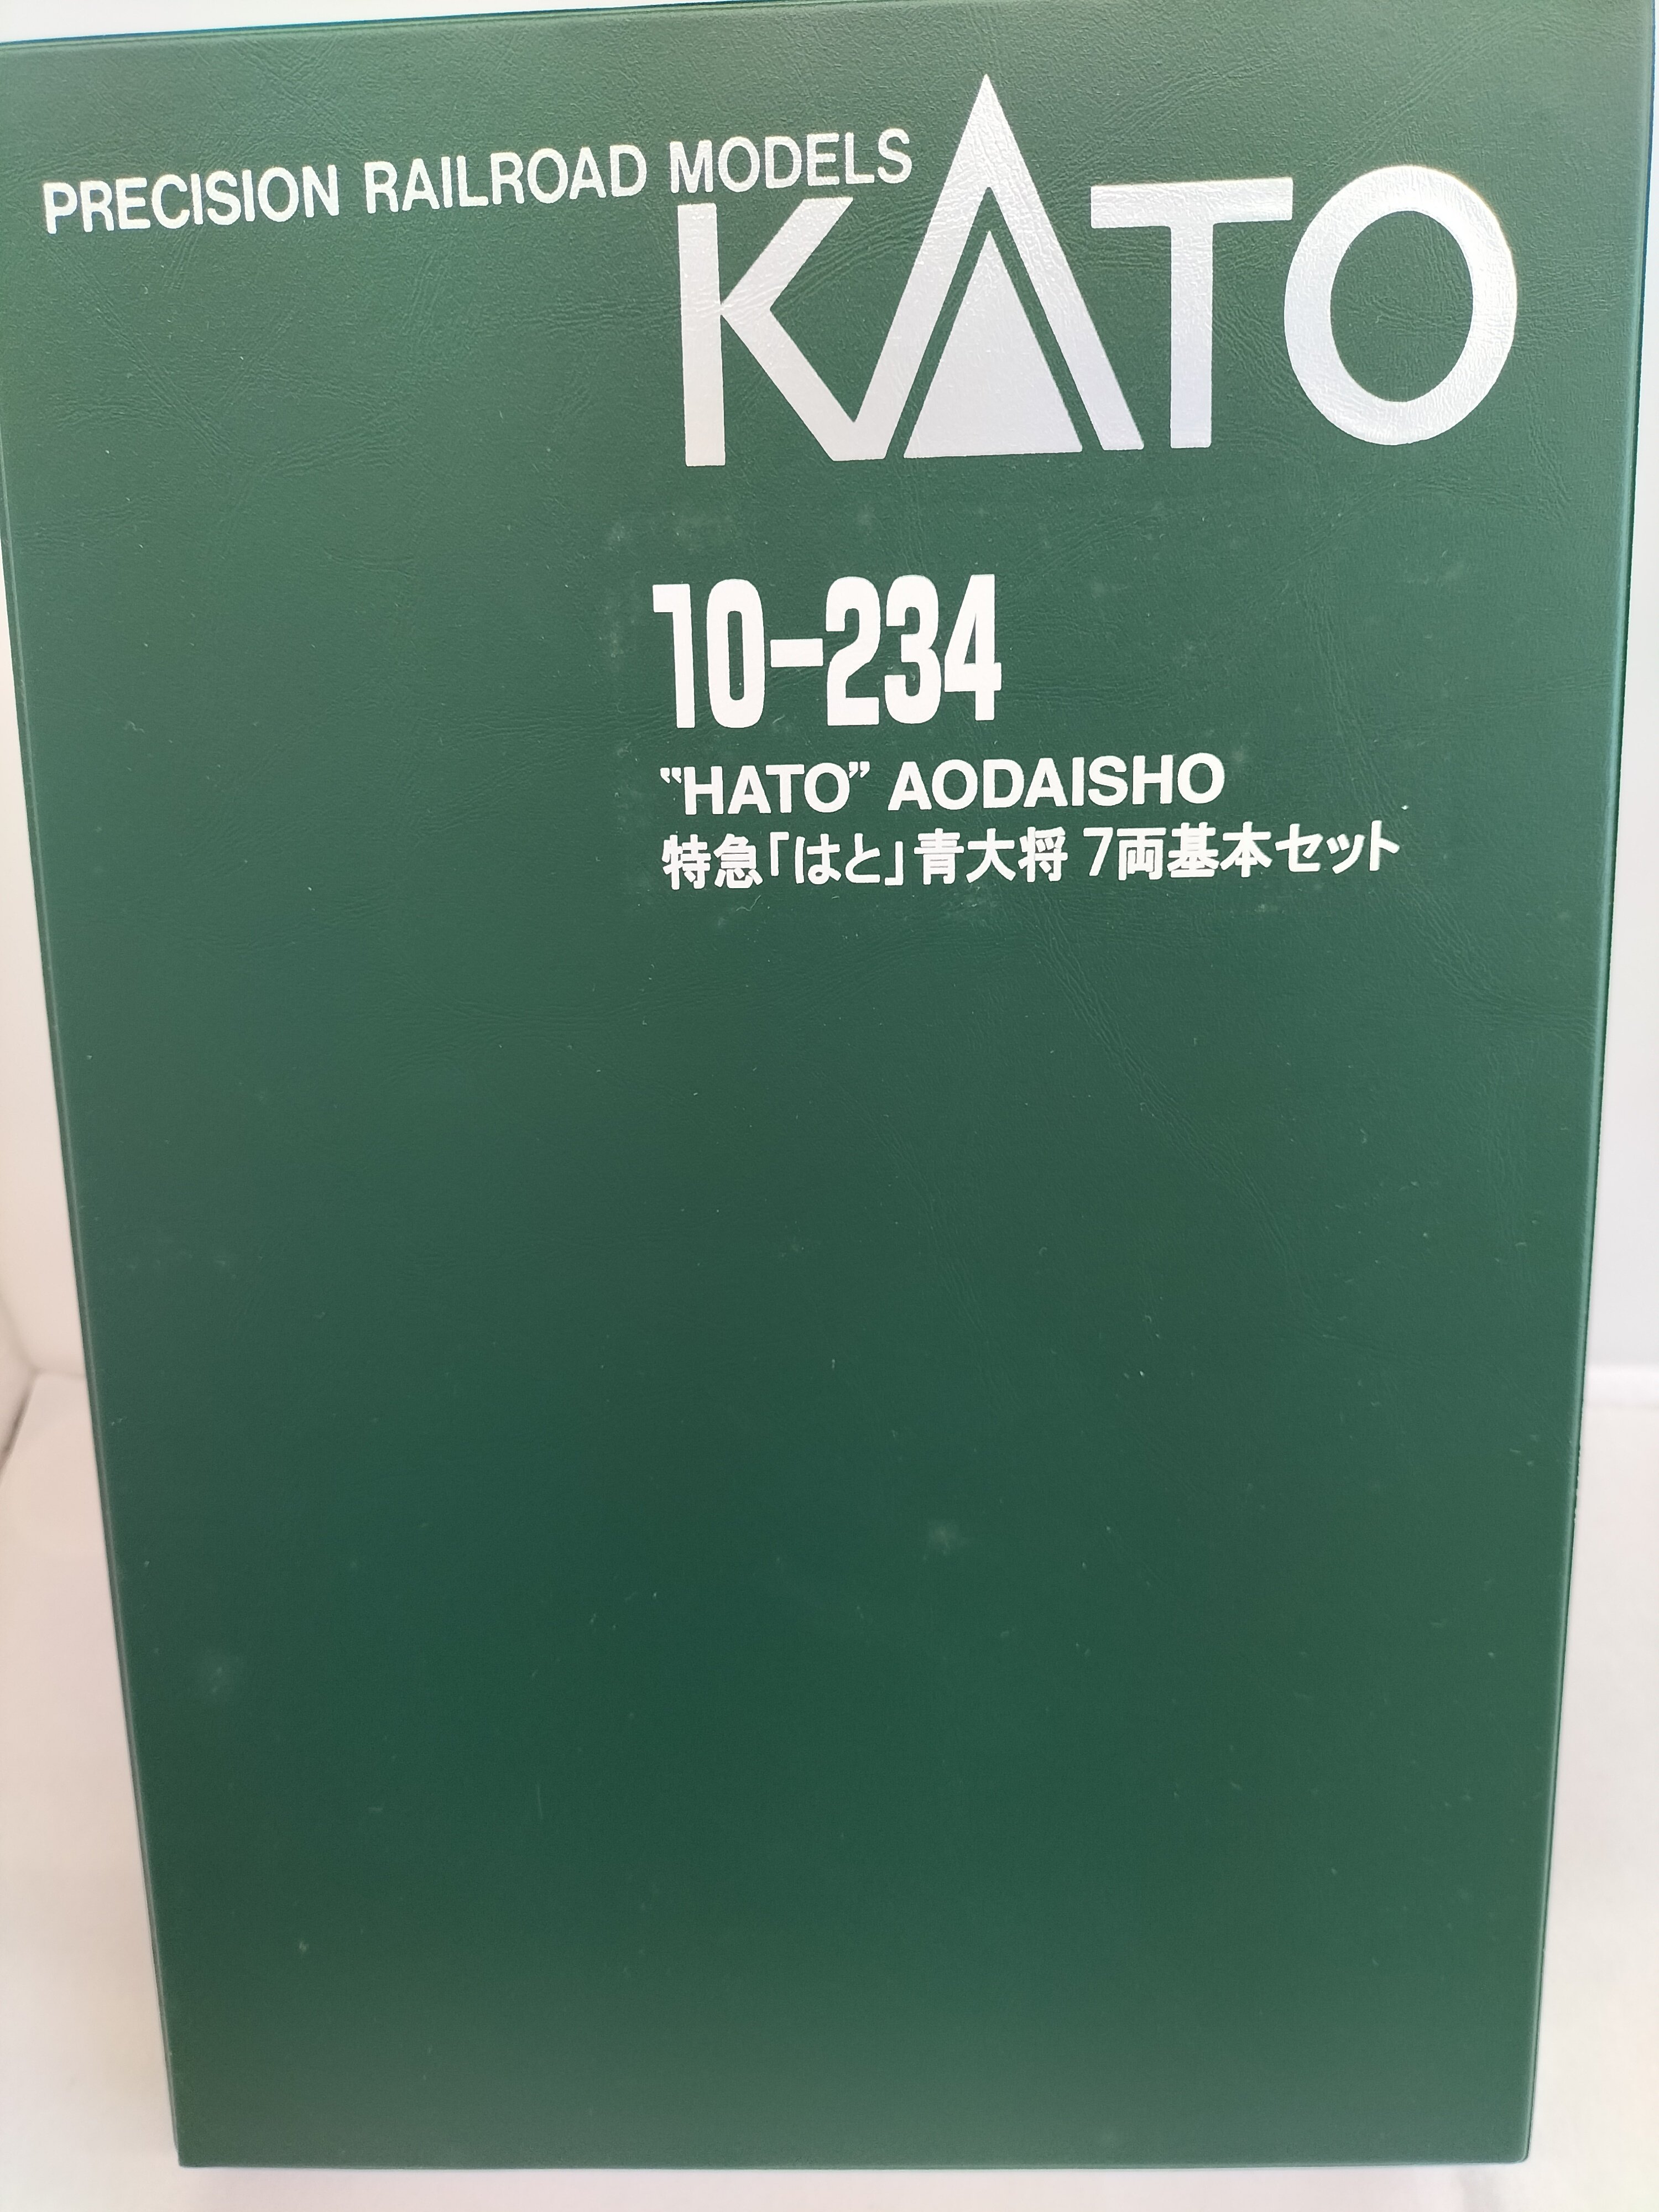 PRECISION RAILROAD MODELS
KATO
10-234
“HATO” AODAISHO
特急「はと」青大将 7両基本セット